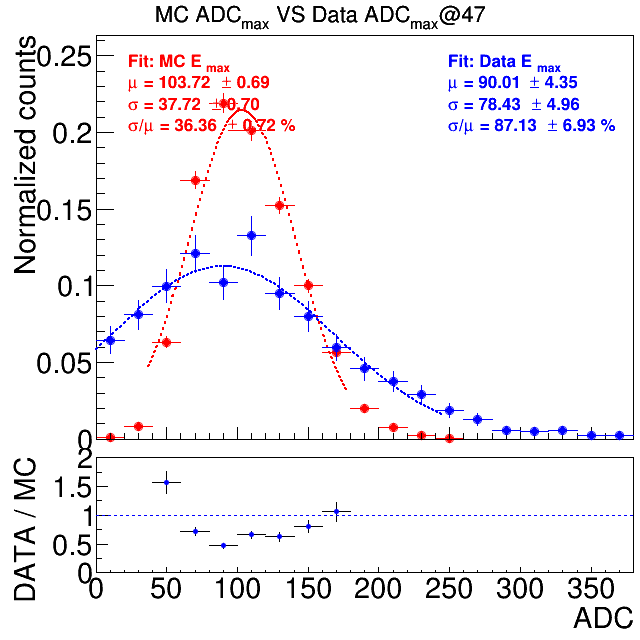 MC ADCmax VS Data ADCmax@47
Normalized counts
0.25
0.2
0.15
0.1
0.05
0
Fit: MC E max
μ = 103.72 ± 0.69
σ = 37.72 ± 0.70
σ/μ = 36.36 ± 0.72 %
Fit: Data E max
μ = 90.01 ± 4.35
σ = 78.43 ± 4.96
σ/μ = 87.13 ± 6.93 %
DATA / MC
2
1.5
1
0.5
0
0 50 100 150 200 250 300 350
ADC